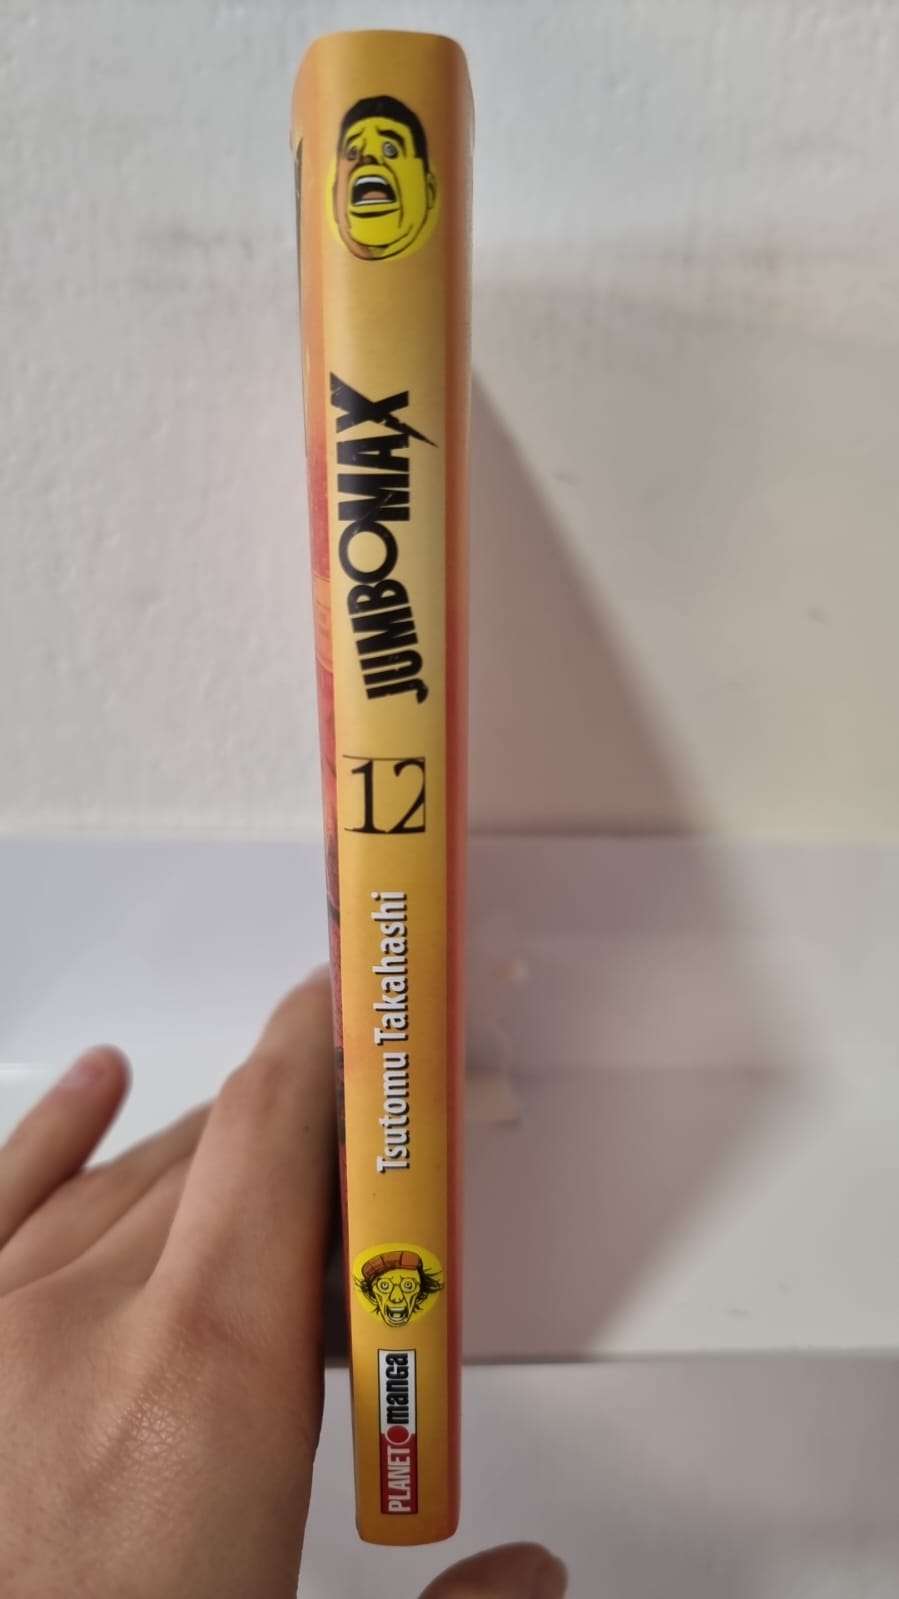 JUMBOMAX
12
Tsutomu Takahashi
PLANET manga